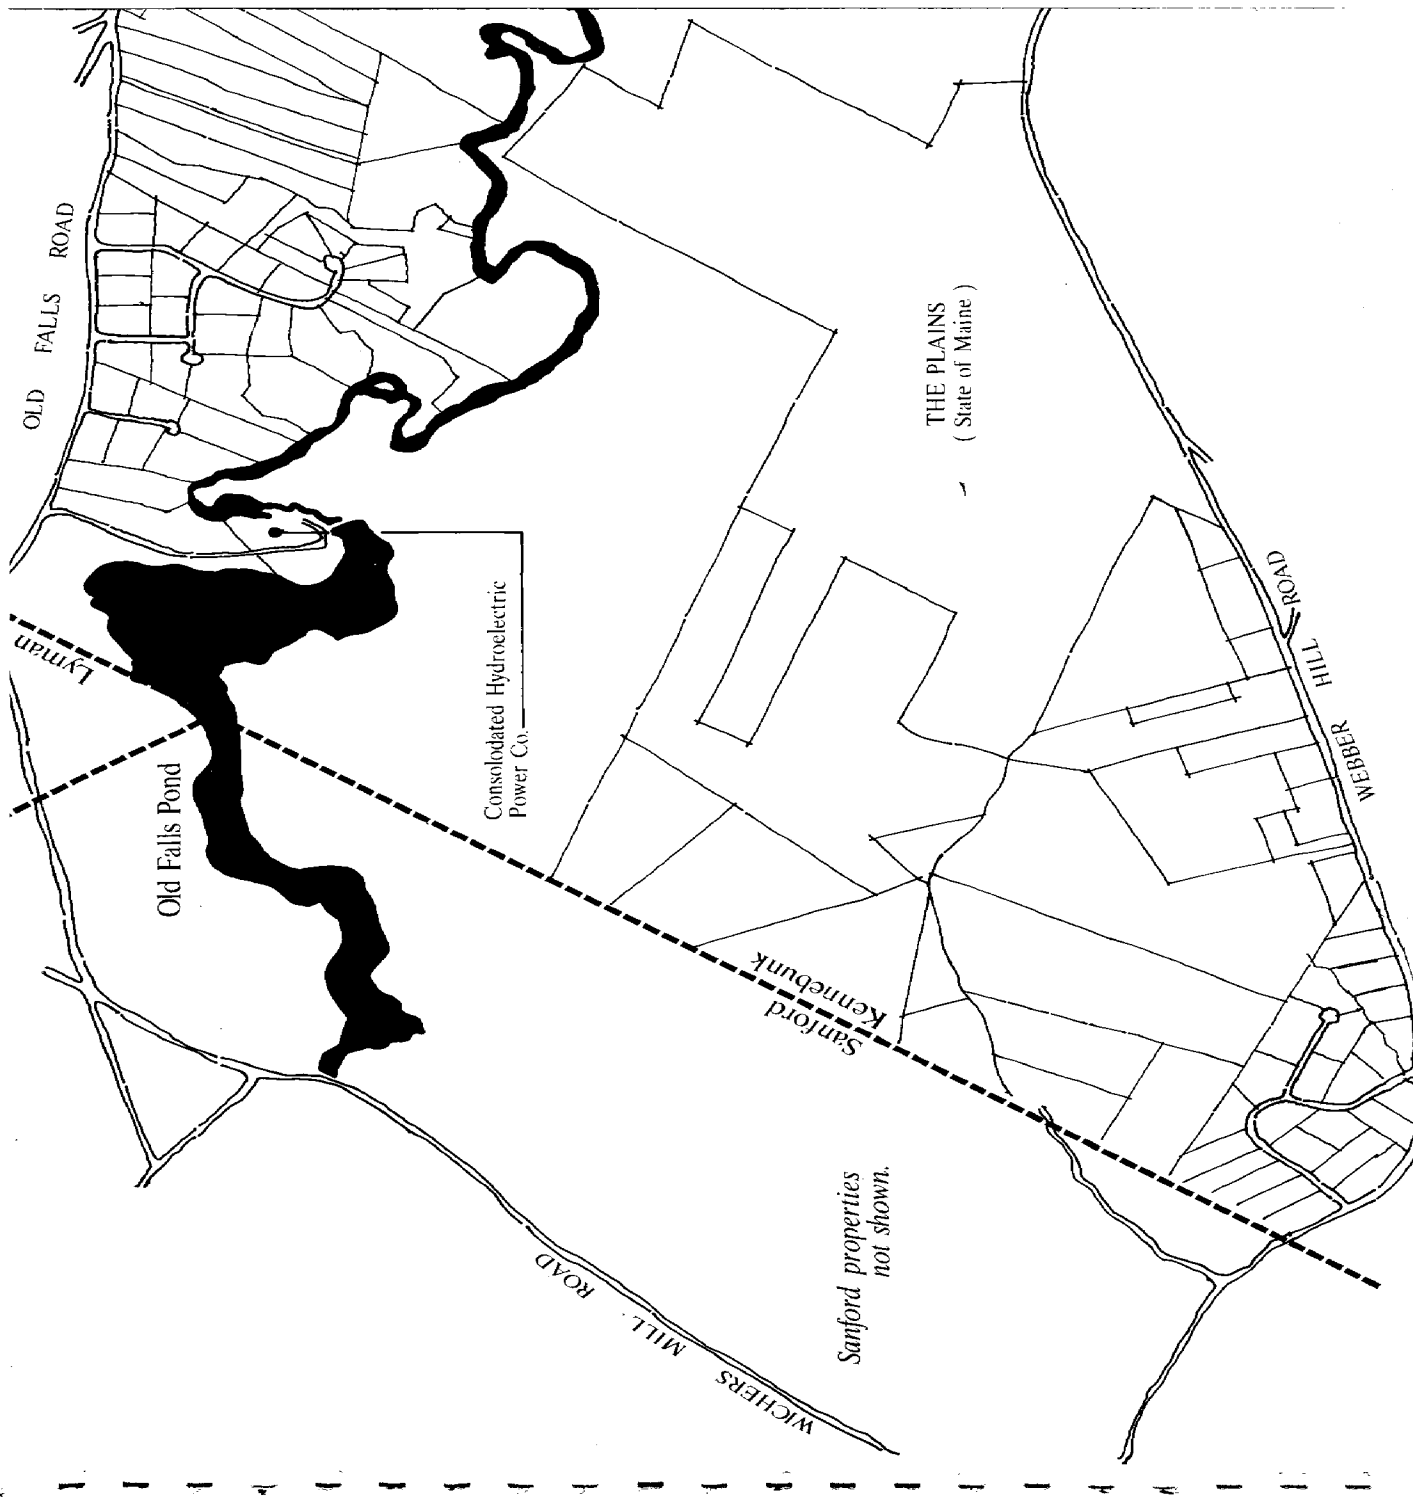 OLD FALLS ROAD
Lyman
Old Falls Pond
Consolodated Hydroelectric
Power Co.
THE PLAINS
( State of Maine )
WEBBER HILL ROAD
Kennebunk
Sanford
Sanford properties
not shown.
WICHERS MILL ROAD